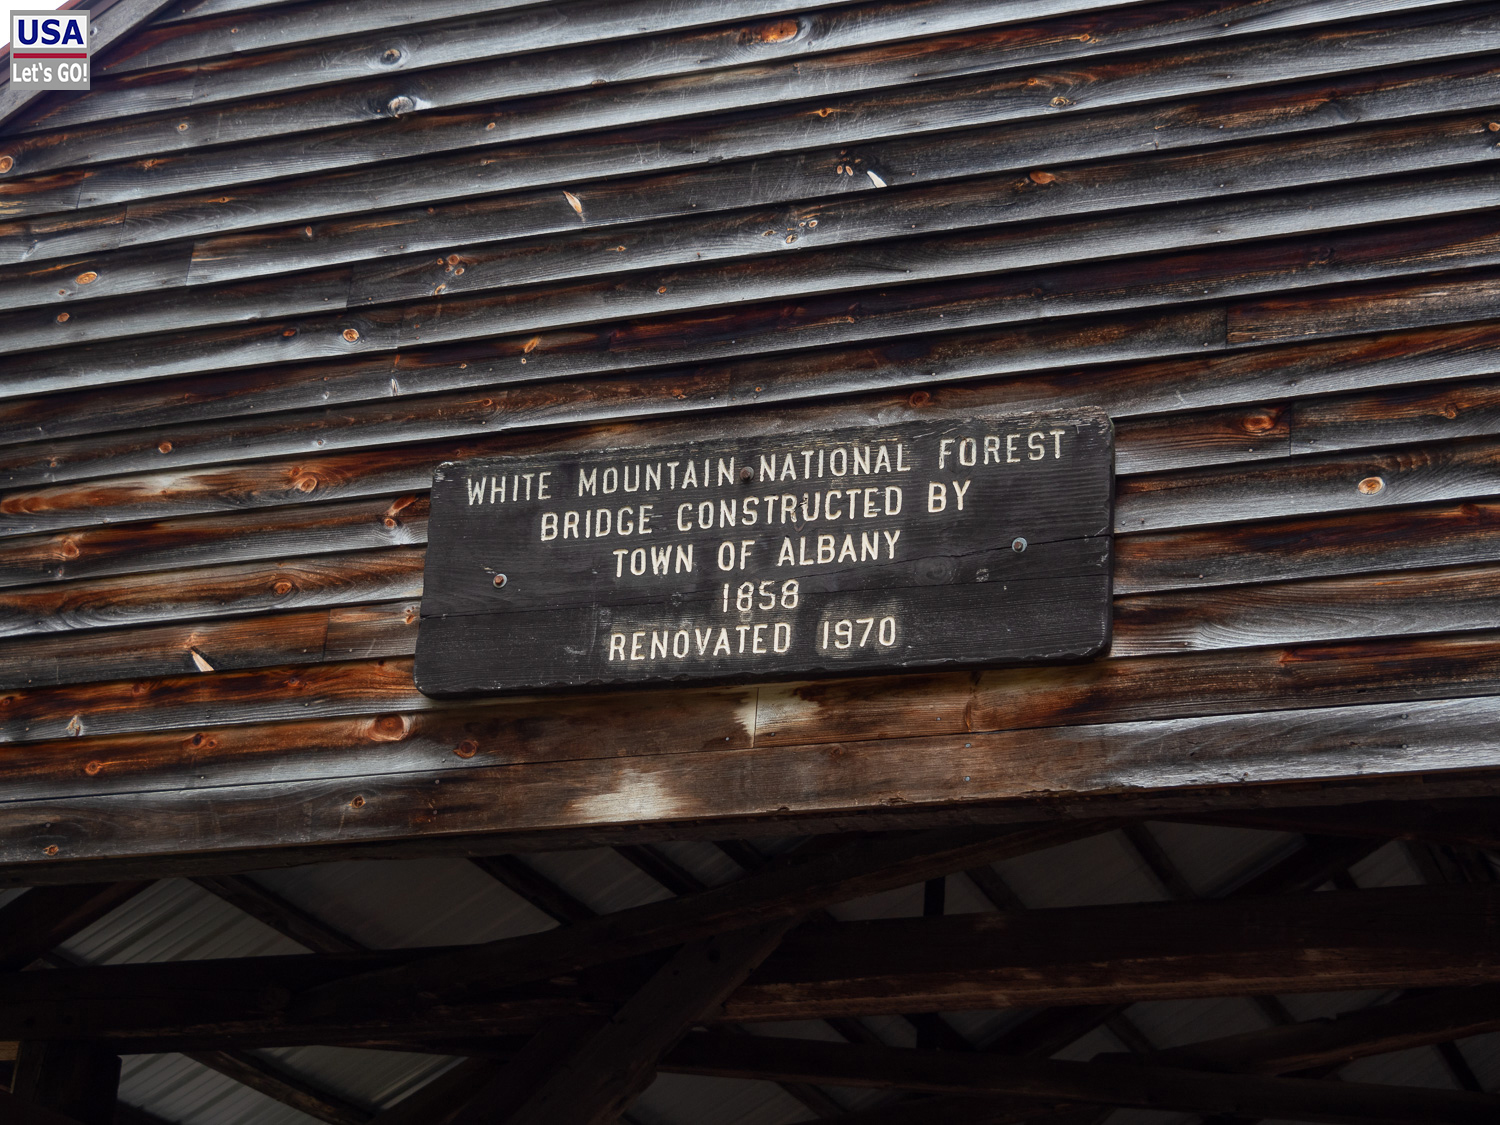 USA
Let's GO!
WHITE MOUNTAIN NATIONAL FOREST
BRIDGE CONSTRUCTED BY
TOWN OF ALBANY
1858
RENOVATED 1970